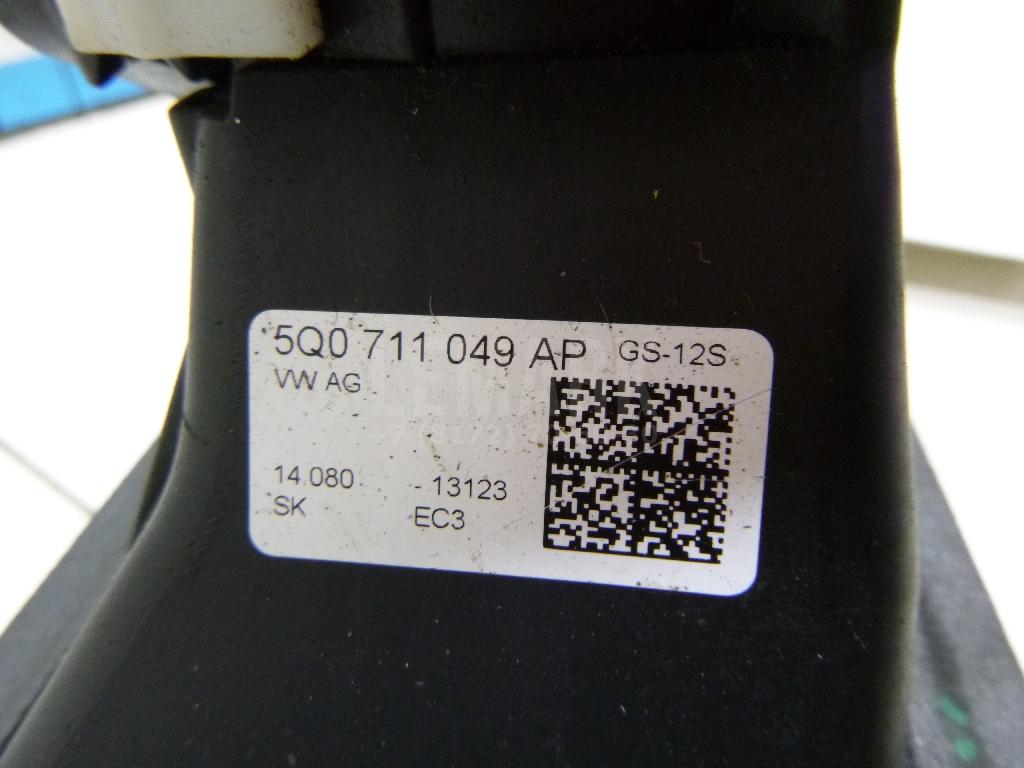 5Q0 711 049 AP GS-12S
VW AG
14.080 - 13123
SK EC3